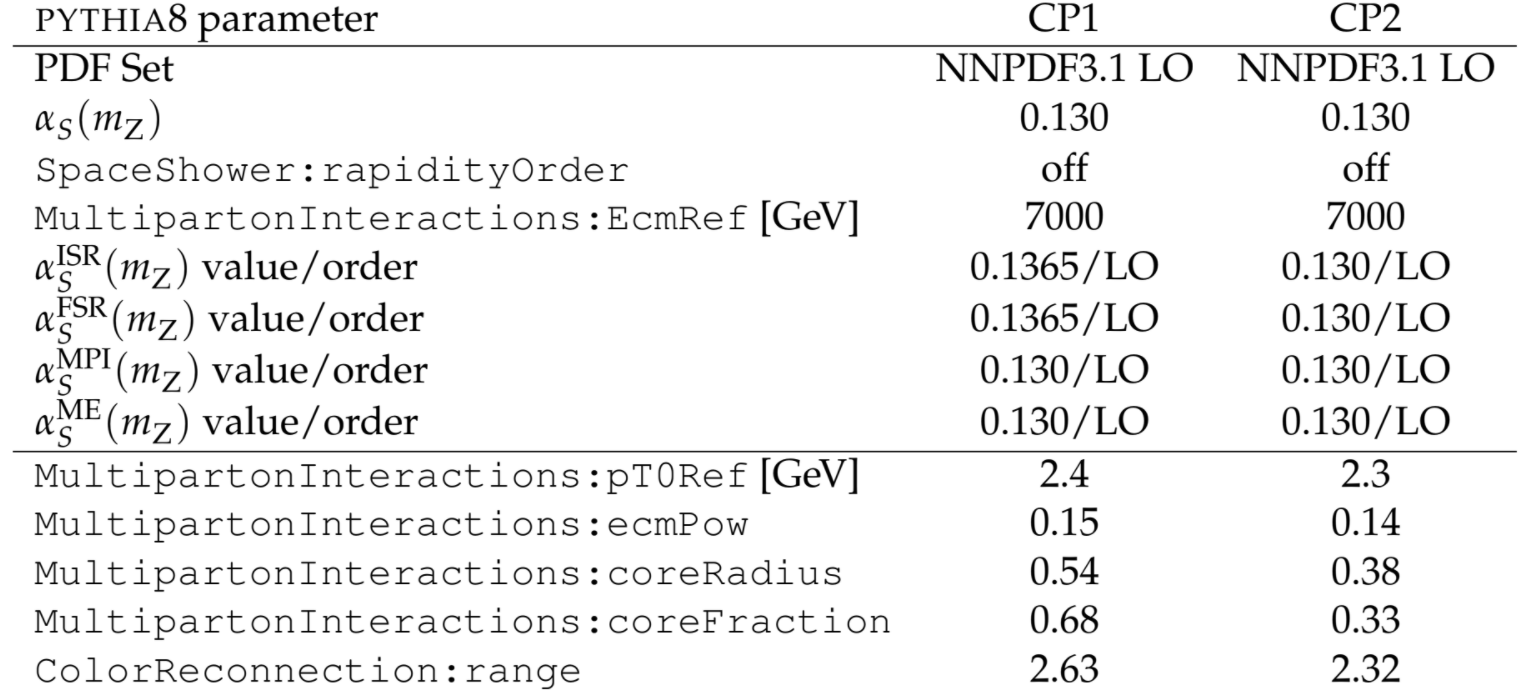 PYTHIA8 parameter CP1 CP2
PDF Set NNPDF3.1 LO NNPDF3.1 LO
α_S(m_Z) 0.130 0.130
SpaceShower:rapidityOrder off off
MultipartonInteractions:EcmRef [GeV] 7000 7000
α_S^ISR(m_Z) value/order 0.1365/LO 0.130/LO
α_S^FSR(m_Z) value/order 0.1365/LO 0.130/LO
α_S^MPI(m_Z) value/order 0.130/LO 0.130/LO
α_S^ME(m_Z) value/order 0.130/LO 0.130/LO
MultipartonInteractions:pT0Ref [GeV] 2.4 2.3
MultipartonInteractions:ecmPow 0.15 0.14
MultipartonInteractions:coreRadius 0.54 0.38
MultipartonInteractions:coreFraction 0.68 0.33
ColorReconnection:range 2.63 2.32